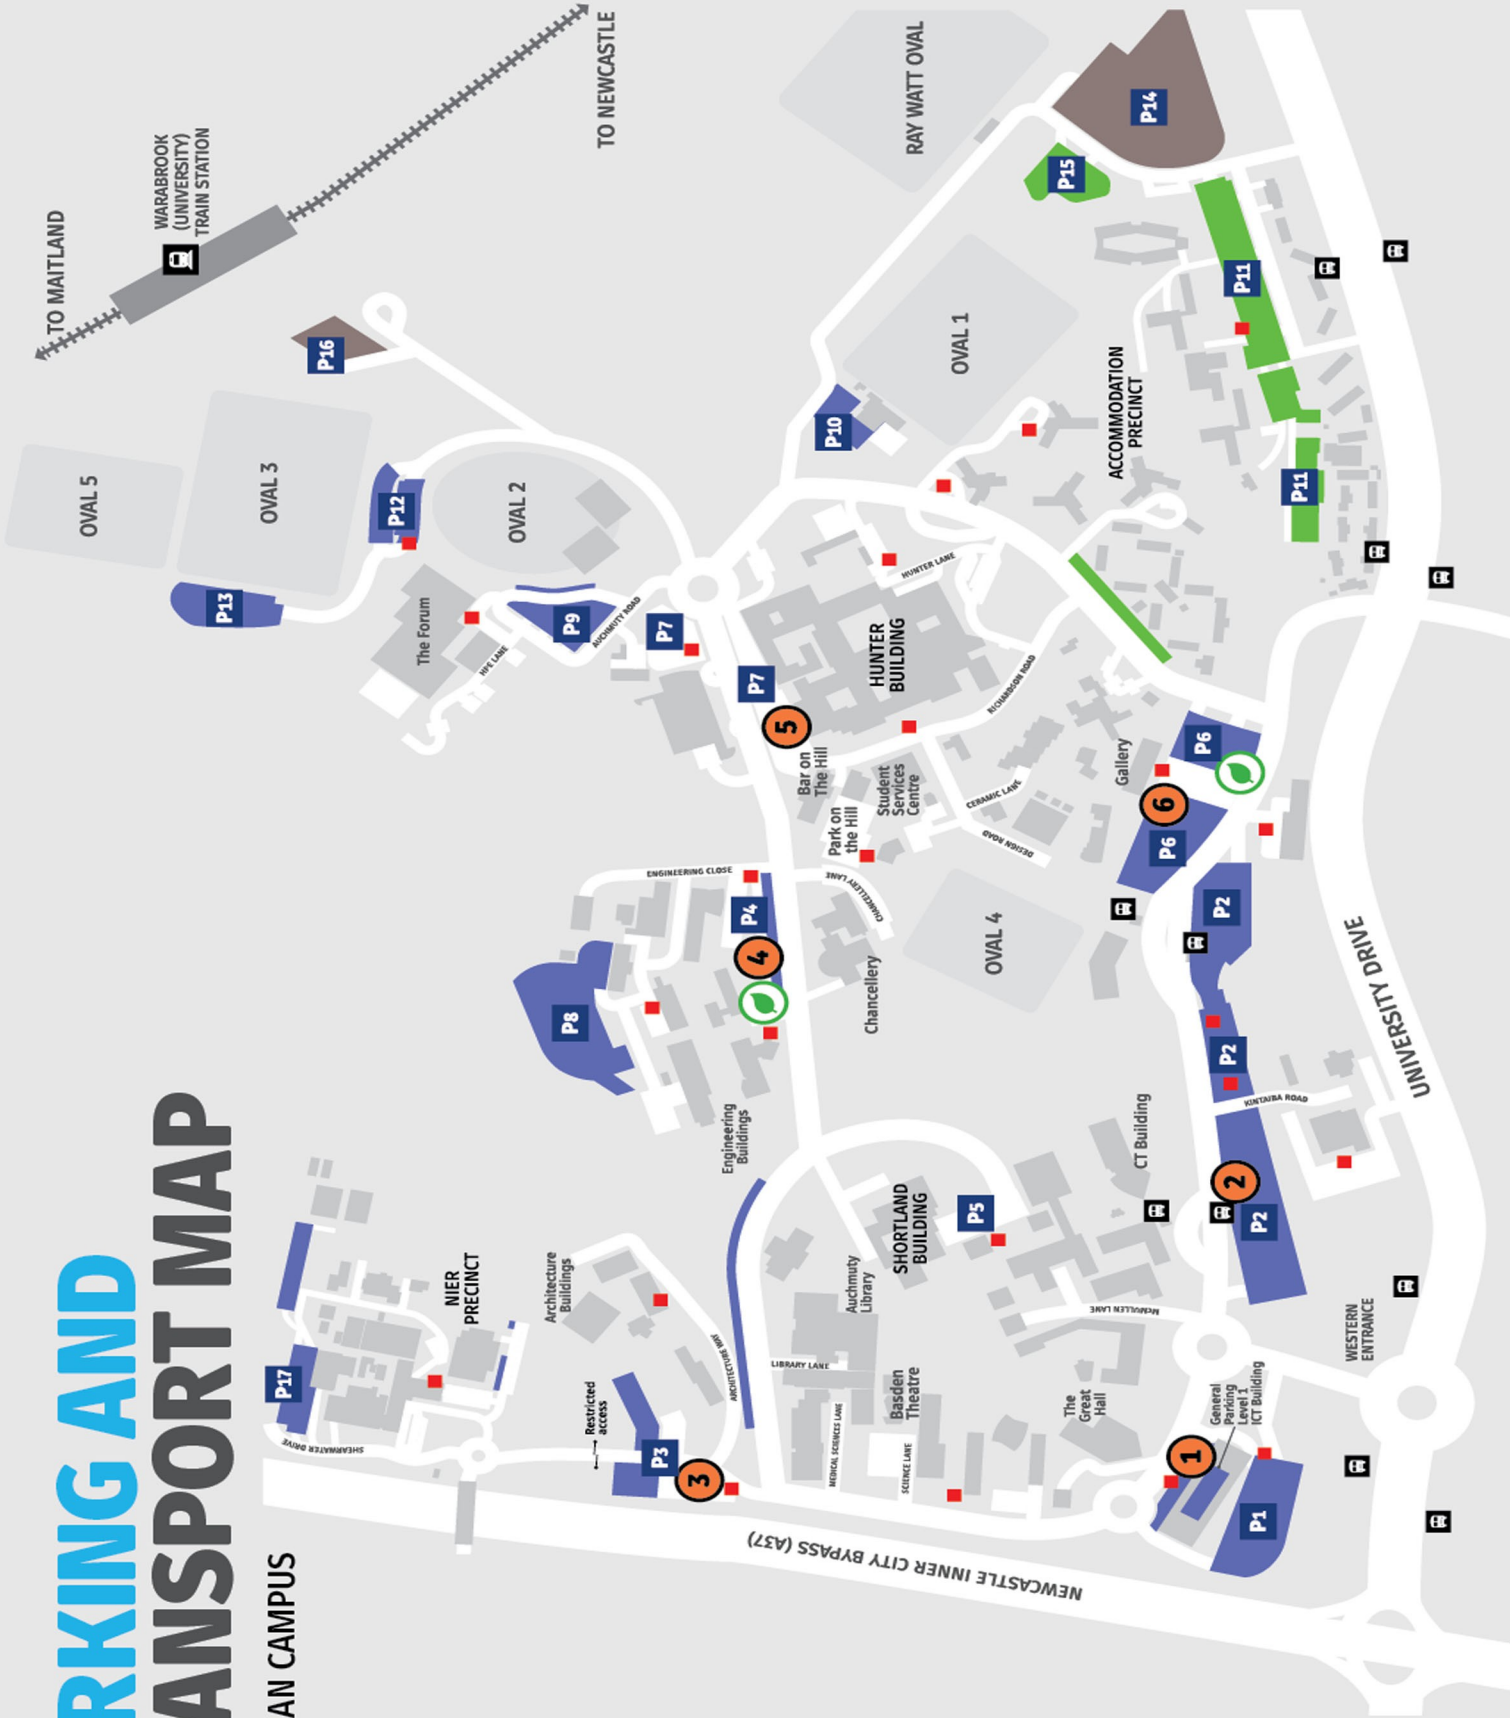 RKING AND
ANSPORT MAP
AN CAMPUS
TO MAITLAND
WARABROOK
(UNIVERSITY)
TRAIN STATION
TO NEWCASTLE
RAY WATT OVAL
P14
P15
P16
OVAL 5
OVAL 3
OVAL 2
OVAL 1
P10
P11
P11
ACCOMMODATION
PRECINCT
P12
P13
The Forum
HPE LANE
P9
AUCHMUTY ROAD
P7
P7
5
HUNTER LANE
HUNTER
BUILDING
RICHARDSON ROAD
Bar on
The Hill
Student
Services
Centre
Park on
the Hill
CERAMIC LANE
DESIGN ROAD
Gallery
P6
6
P6
ENGINEERING CLOSE
P4
4
CHANCELLERY LANE
Chancellery
OVAL 4
P2
P8
P2
KINTAIBA ROAD
UNIVERSITY DRIVE
Engineering
Buildings
CT Building
2
P2
SHORTLAND
BUILDING
P5
NIER
PRECINCT
Architecture
Buildings
Auchmuty
Library
McMULLEN LANE
WESTERN
ENTRANCE
P17
SHEARWATER DRIVE
Restricted
access
ARCHITECTURE WAY
LIBRARY LANE
Basden
Theatre
MEDICAL SCIENCES LANE
SCIENCE LANE
The
Great
Hall
General
Parking
Level 1
ICT Building
P3
3
1
P1
NEWCASTLE INNER CITY BYPASS (A37)